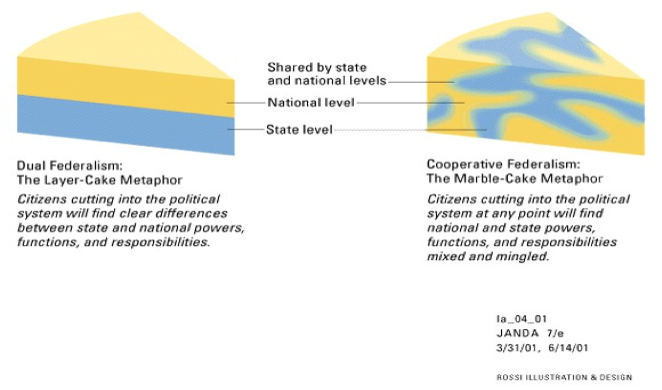 Shared by state
and national levels
National level
State level
Dual Federalism:
The Layer-Cake Metaphor
Citizens cutting into the political
system will find clear differences
between state and national powers,
functions, and responsibilities.
Cooperative Federalism:
The Marble-Cake Metaphor
Citizens cutting into the political
system at any point will find
national and state powers,
functions, and responsibilities
mixed and mingled.
Ia_04_01
JANDA 7/e
3/31/01, 6/14/01
ROSSI ILLUSTRATION & DESIGN